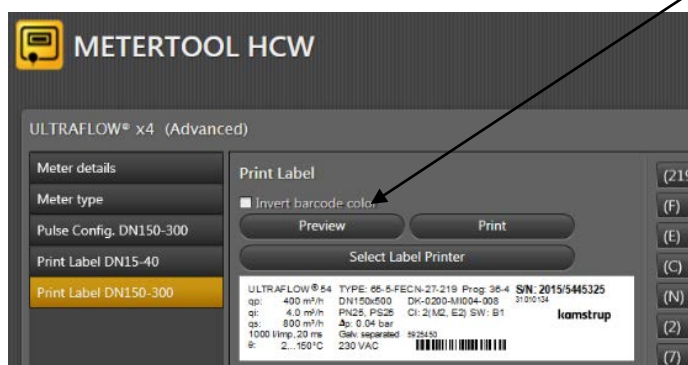 METERTOOL HCW
ULTRAFLOW® x4 (Advanced)
Meter details
Meter type
Pulse Config. DN150-300
Print Label DN15-40
Print Label DN150-300
Print Label
Invert barcode color
Preview Print
Select Label Printer
ULTRAFLOW® 54 TYPE: 65-5-FECN-27-219 Prog: 36-4 S/N: 2015/5445325
qp: 400 m³/h DN150x500 DK-0200-MI004-008 31010134
qi: 4.0 m³/h PN25, PS25 Cl: 2(M2, E2) SW: B1 kamstrup
qs: 800 m³/h Δp: 0.04 bar
1000 l/imp, 20 ms Galv. separated 5925450
θ: 2...150°C 230 VAC
(219
(F)
(E)
(C)
(N)
(2)
(7)